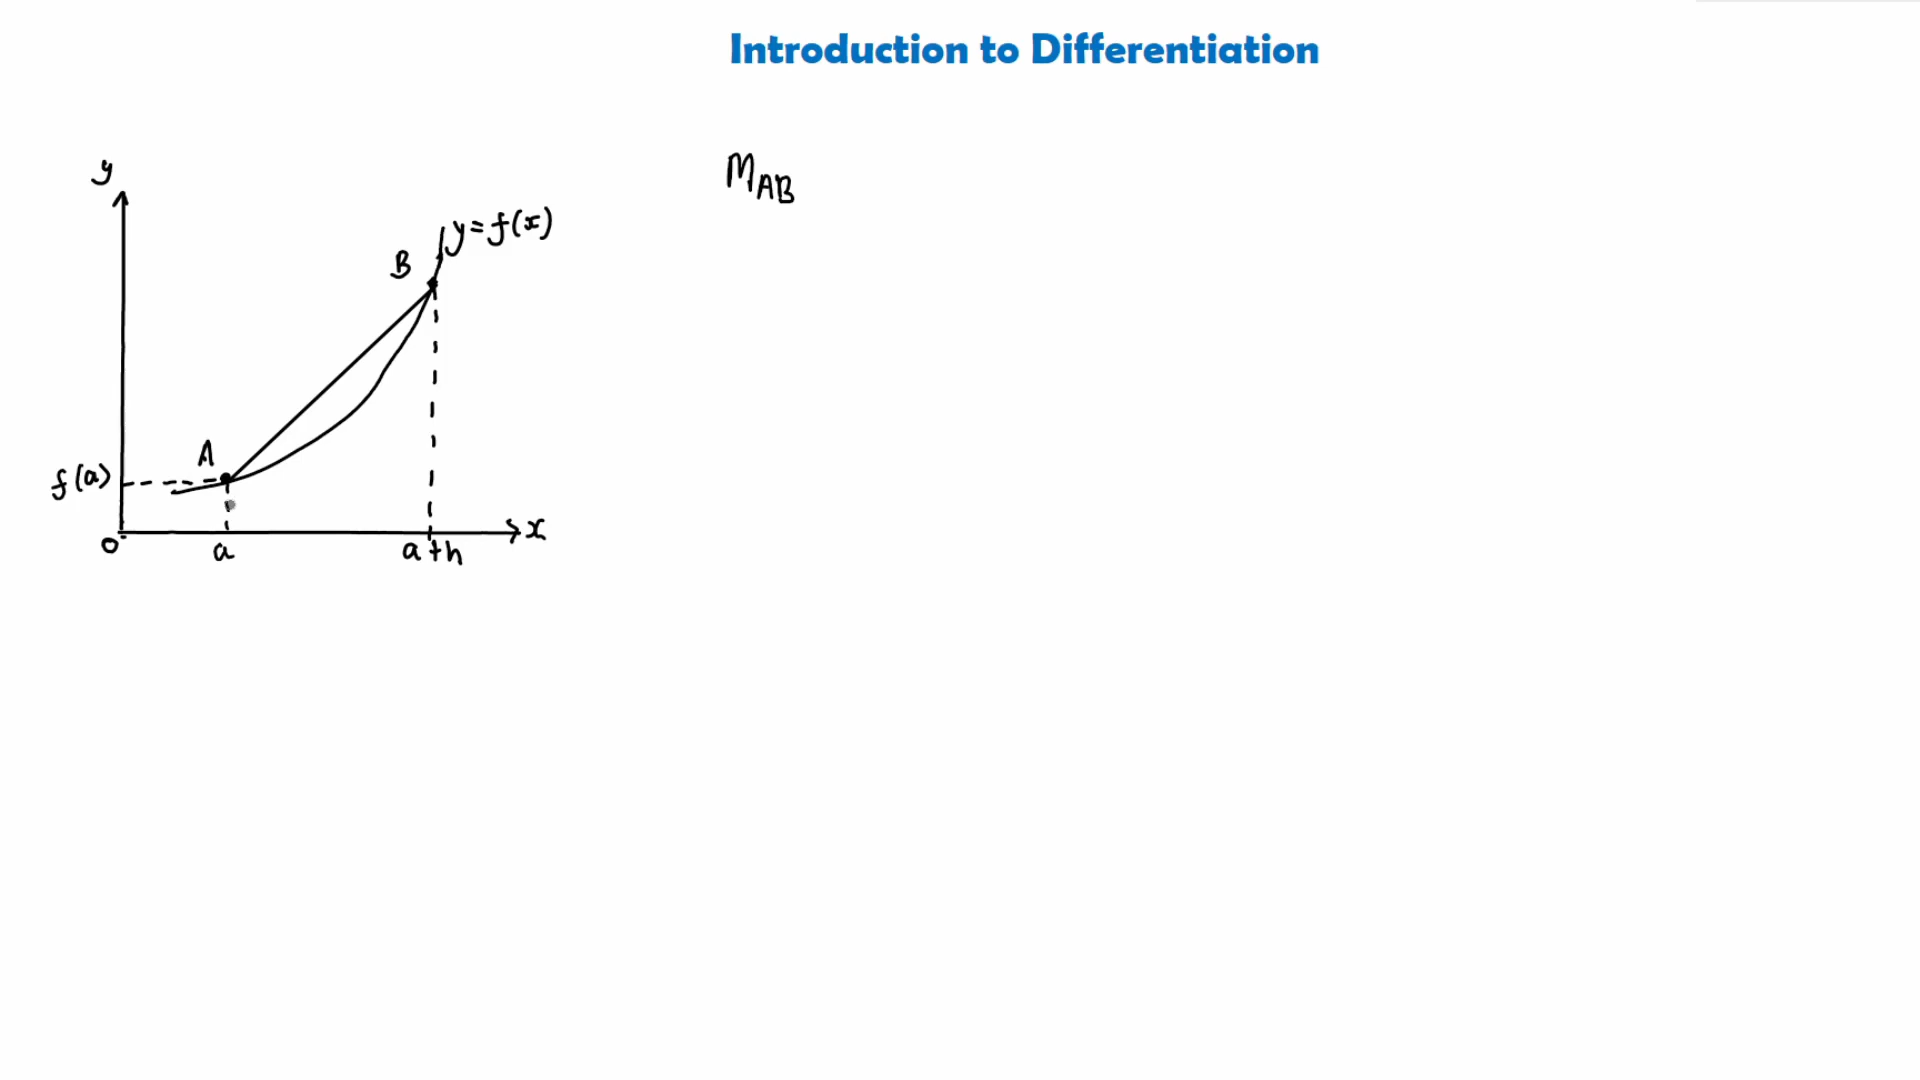 Introduction to Differentiation
M_AB
y
y=f(x)
B
A
f(a)
x
O
a
a+h